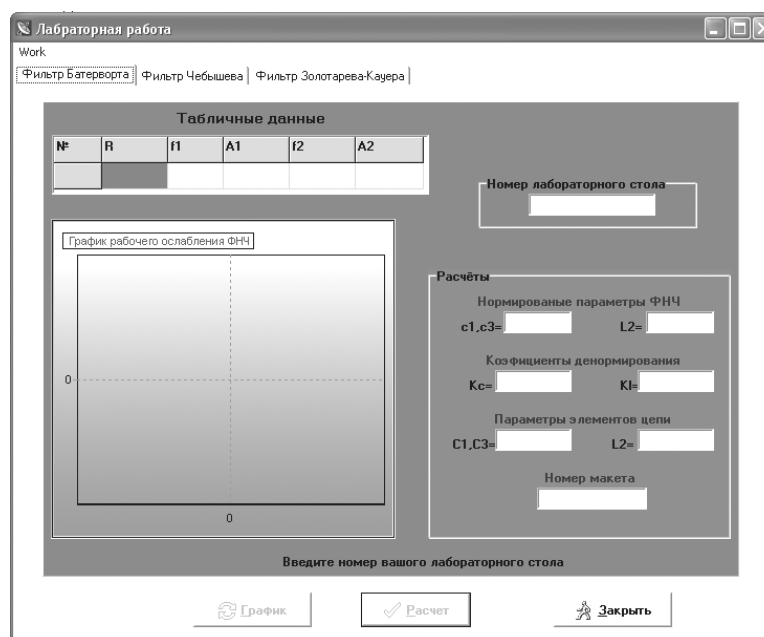 Лабраторная работа
Work
Фильтр Батерворта Фильтр Чебышева Фильтр Золотарева-Кауера
Табличные данные
№ R f1 A1 f2 A2
Номер лабораторного стола
График рабочего ослабления ФНЧ
0
0
Расчёты
Нормированые параметры ФНЧ
c1,c3= L2=
Коэфициенты денормирования
Kc= Kl=
Параметры элементов цепи
C1,C3= L2=
Номер макета
Введите номер вашого лабораторного стола
График Расчет Закрыть